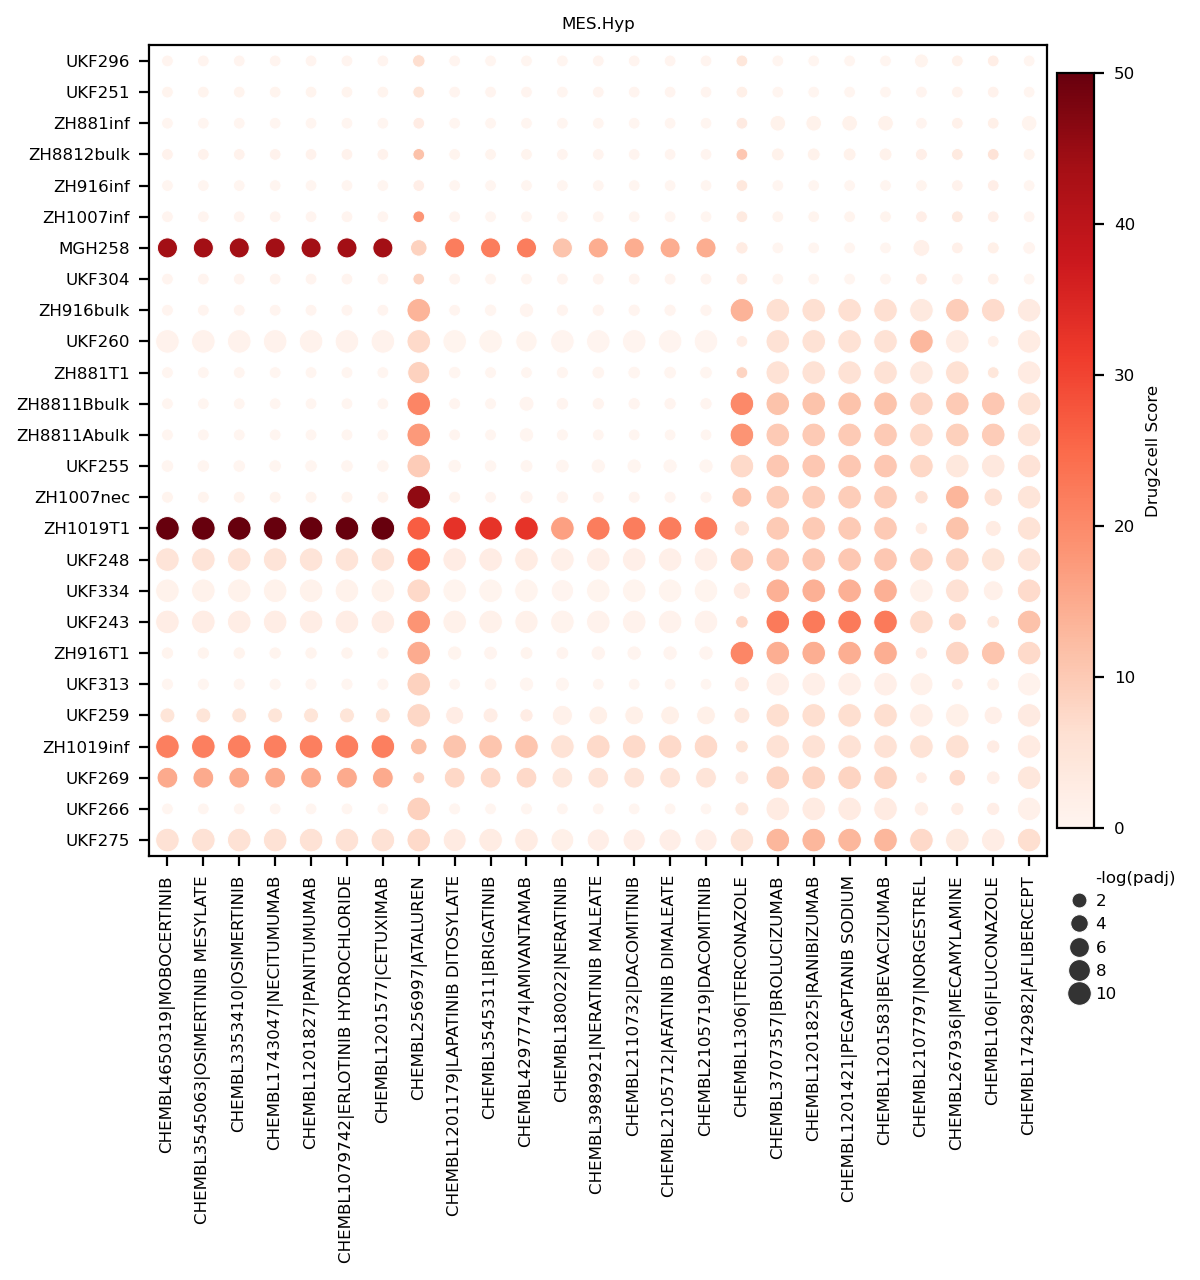 MES.Hyp
UKF296
UKF251
ZH881inf
ZH8812bulk
ZH916inf
ZH1007inf
MGH258
UKF304
ZH916bulk
UKF260
ZH881T1
ZH8811Bbulk
ZH8811Abulk
UKF255
ZH1007nec
ZH1019T1
UKF248
UKF334
UKF243
ZH916T1
UKF313
UKF259
ZH1019inf
UKF269
UKF266
UKF275
CHEMBL4650319|MOBOCERTINIB
CHEMBL3545063|OSIMERTINIB MESYLATE
CHEMBL3353410|OSIMERTINIB
CHEMBL1743047|NECITUMUMAB
CHEMBL1201827|PANITUMUMAB
CHEMBL1079742|ERLOTINIB HYDROCHLORIDE
CHEMBL1201577|CETUXIMAB
CHEMBL256997|ATALUREN
CHEMBL1201179|LAPATINIB DITOSYLATE
CHEMBL3545311|BRIGATINIB
CHEMBL4297774|AMIVANTAMAB
CHEMBL180022|NERATINIB
CHEMBL3989921|NERATINIB MALEATE
CHEMBL2110732|DACOMITINIB
CHEMBL2105712|AFATINIB DIMALEATE
CHEMBL2105719|DACOMITINIB
CHEMBL1306|TERCONAZOLE
CHEMBL3707357|BROLUCIZUMAB
CHEMBL1201825|RANIBIZUMAB
CHEMBL1201421|PEGAPTANIB SODIUM
CHEMBL1201583|BEVACIZUMAB
CHEMBL2107797|NORGESTREL
CHEMBL267936|MECAMYLAMINE
CHEMBL106|FLUCONAZOLE
CHEMBL1742982|AFLIBERCEPT
50
40
30
20
10
0
Drug2cell Score
-log(padj)
2
4
6
8
10